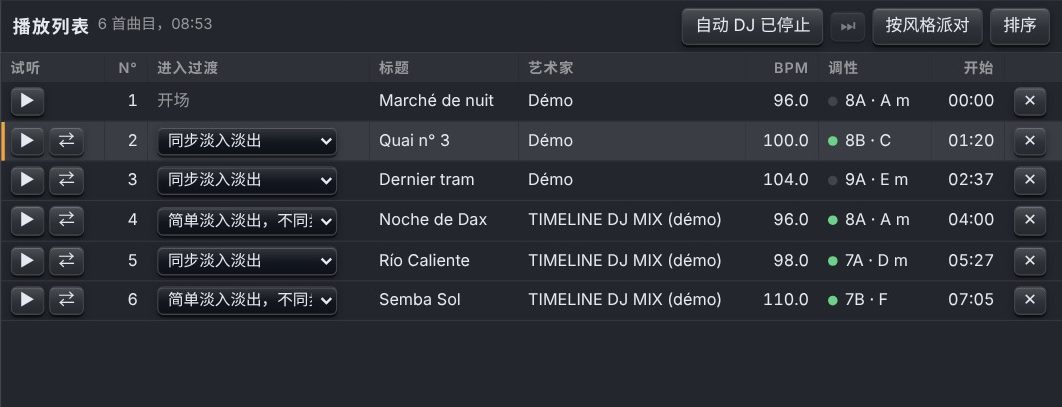 播放列表 6 首曲目，08:53 自动 DJ 已停止 按风格派对 排序
试听 N° 进入过渡 标题 艺术家 BPM 调性 开始
1 开场 Marché de nuit Démo 96.0 8A · A m 00:00 ×
2 同步淡入淡出 Quai n° 3 Démo 100.0 8B · C 01:20 ×
3 同步淡入淡出 Dernier tram Démo 104.0 9A · E m 02:37 ×
4 简单淡入淡出，不同 Noche de Dax TIMELINE DJ MIX (démo) 96.0 8A · A m 04:00 ×
5 同步淡入淡出 Río Caliente TIMELINE DJ MIX (démo) 98.0 7A · D m 05:27 ×
6 简单淡入淡出，不同 Semba Sol TIMELINE DJ MIX (démo) 110.0 7B · F 07:05 ×